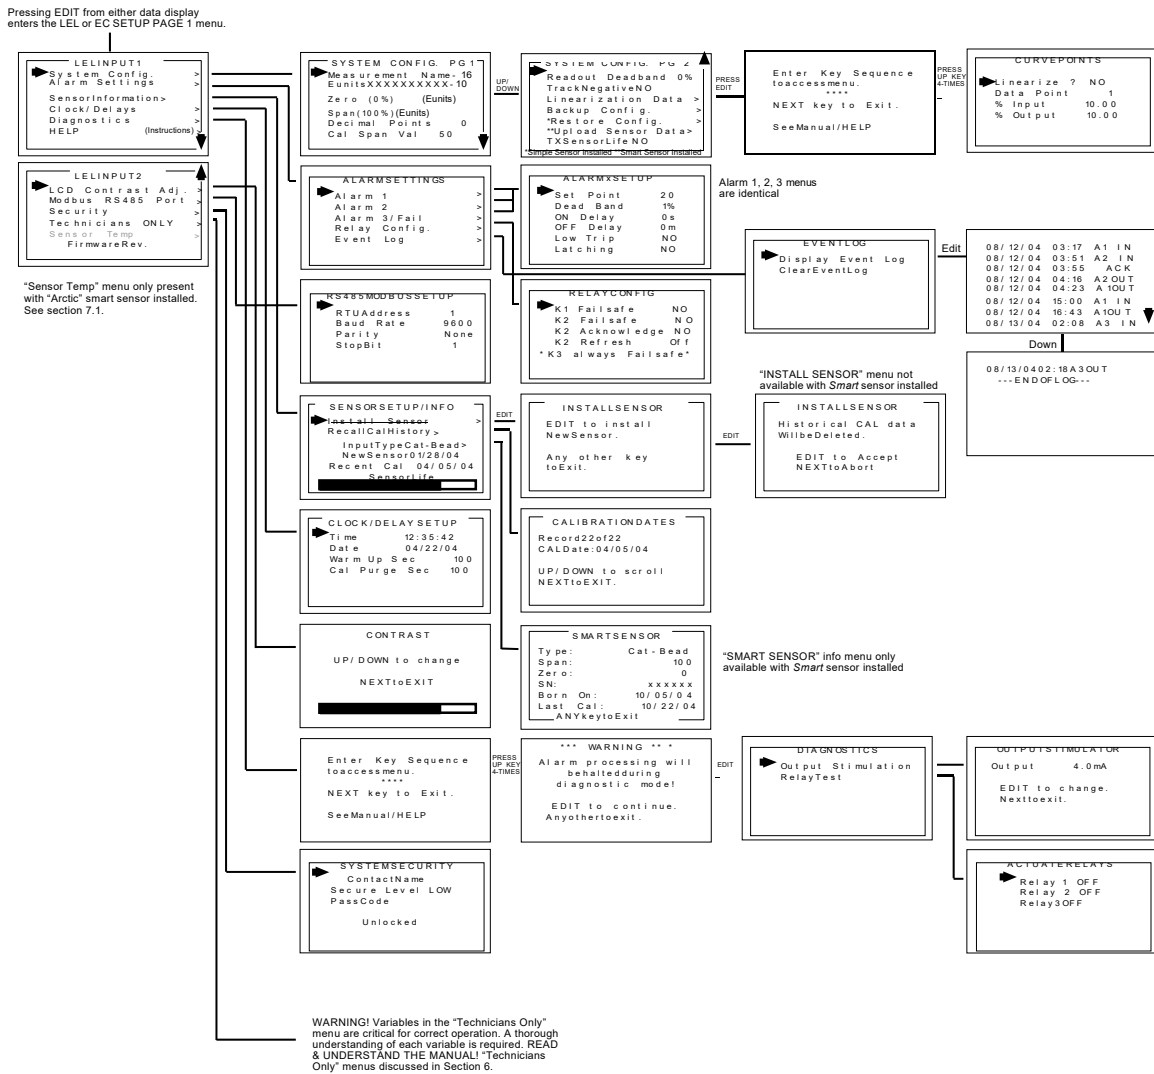 Pressing EDIT from either data display
enters the LEL or EC SETUP PAGE 1 menu.
LELINPUT1
System Config. >
Alarm Settings >
SensorInformation>
Clock/Delays >
Diagnostics >
HELP (Instructions) >
LELINPUT2
LCD Contrast Adj. >
Modbus RS485 Port >
Security >
Technicians ONLY >
Sensor Temp >
FirmwareRev.
"Sensor Temp" menu only present
with "Arctic" smart sensor installed.
See section 7.1.
SYSTEM CONFIG. PG 1
Measurement Name- 16
EunitsXXXXXXXXXX- 10
Zero (0%) (Eunits)
Span(100%)(Eunits)
Decimal Points 0
Cal Span Val 50
UP/
DOWN
SYSTEM CONFIG. PG 2
Readout Deadband 0%
TrackNegativeNO
Linearization Data >
Backup Config. >
*Restore Config. >
**Upload Sensor Data>
TXSensorLifeNO
*Simple Sensor Installed **Smart Sensor Installed
PRESS
EDIT
Enter Key Sequence
toaccessmenu.
****
NEXT key to Exit.
SeeManual/HELP
PRESS
UP KEY
4-TIMES
CURVEPOINTS
Linearize ? NO
Data Point 1
% Input 10.00
% Output 10.00
ALARMSETTINGS
Alarm 1 >
Alarm 2 >
Alarm 3/Fail >
Relay Config. >
Event Log >
ALARMxSETUP
Set Point 20
Dead Band 1%
ON Delay 0s
OFF Delay 0m
Low Trip NO
Latching NO
Alarm 1, 2, 3 menus
are identical
EVENTLOG
Display Event Log
ClearEventLog
Edit
08/12/04 03:17 A1 IN
08/12/04 03:51 A2 IN
08/12/04 03:55 ACK
08/12/04 04:16 A2OUT
08/12/04 04:23 A1OUT
08/12/04 15:00 A1 IN
08/12/04 16:43 A1OUT
08/13/04 02:08 A3 IN
Down
08/13/0402:18A3OUT
---ENDOFLOG---
RS485MODBUSSETUP
RTUAddress 1
Baud Rate 9600
Parity None
StopBit 1
RELAYCONFIG
K1 Failsafe NO
K2 Failsafe NO
K2 Acknowledge NO
K2 Refresh Off
*K3 always Failsafe*
SENSORSETUP/INFO
Install Sensor >
RecallCalHistory>
InputTypeCat-Bead>
NewSensor01/28/04
Recent Cal 04/05/04
SensorLife
EDIT
INSTALLSENSOR
EDIT to install
NewSensor.
Any other key
toExit.
EDIT
"INSTALL SENSOR" menu not
available with Smart sensor installed
INSTALLSENSOR
Historical CAL data
WillbeDeleted.
EDIT to Accept
NEXTtoAbort
CLOCK/DELAYSETUP
Time 12:35:42
Date 04/22/04
Warm Up Sec 100
Cal Purge Sec 100
CALIBRATIONDATES
Record22of22
CALDate:04/05/04
UP/DOWN to scroll
NEXTtoEXIT.
CONTRAST
UP/DOWN to change
NEXTtoEXIT
SMARTSENSOR
Type: Cat-Bead
Span: 100
Zero: 0
SN: xxxxxx
Born On: 10/05/04
Last Cal: 10/22/04
ANYkeytoExit
"SMART SENSOR" info menu only
available with Smart sensor installed
Enter Key Sequence
toaccessmenu.
****
NEXT key to Exit.
SeeManual/HELP
PRESS
UP KEY
4-TIMES
*** WARNING ***
Alarm processing will
behaltedduring
diagnostic mode!
EDIT to continue.
Anyothertoexit.
EDIT
DIAGNOSTICS
Output Stimulation
RelayTest
OUTPUTSTIMULATOR
Output 4.0mA
EDIT to change.
Nexttoexit.
SYSTEMSECURITY
ContactName
Secure Level LOW
PassCode
Unlocked
ACTUATERELAYS
Relay 1 OFF
Relay 2 OFF
Relay3OFF
WARNING! Variables in the "Technicians Only"
menu are critical for correct operation. A thorough
understanding of each variable is required. READ
& UNDERSTAND THE MANUAL! "Technicians
Only" menus discussed in Section 6.